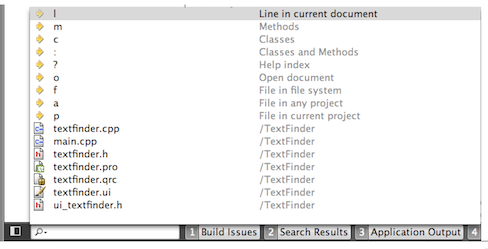 l Line in current document
m Methods
c Classes
: Classes and Methods
? Help index
o Open document
f File in file system
a File in any project
p File in current project
textfinder.cpp /TextFinder
main.cpp /TextFinder
textfinder.h /TextFinder
textfinder.pro /TextFinder
textfinder.qrc /TextFinder
textfinder.ui /TextFinder
ui_textfinder.h /TextFinder
1 Build Issues 2 Search Results 3 Application Output 4